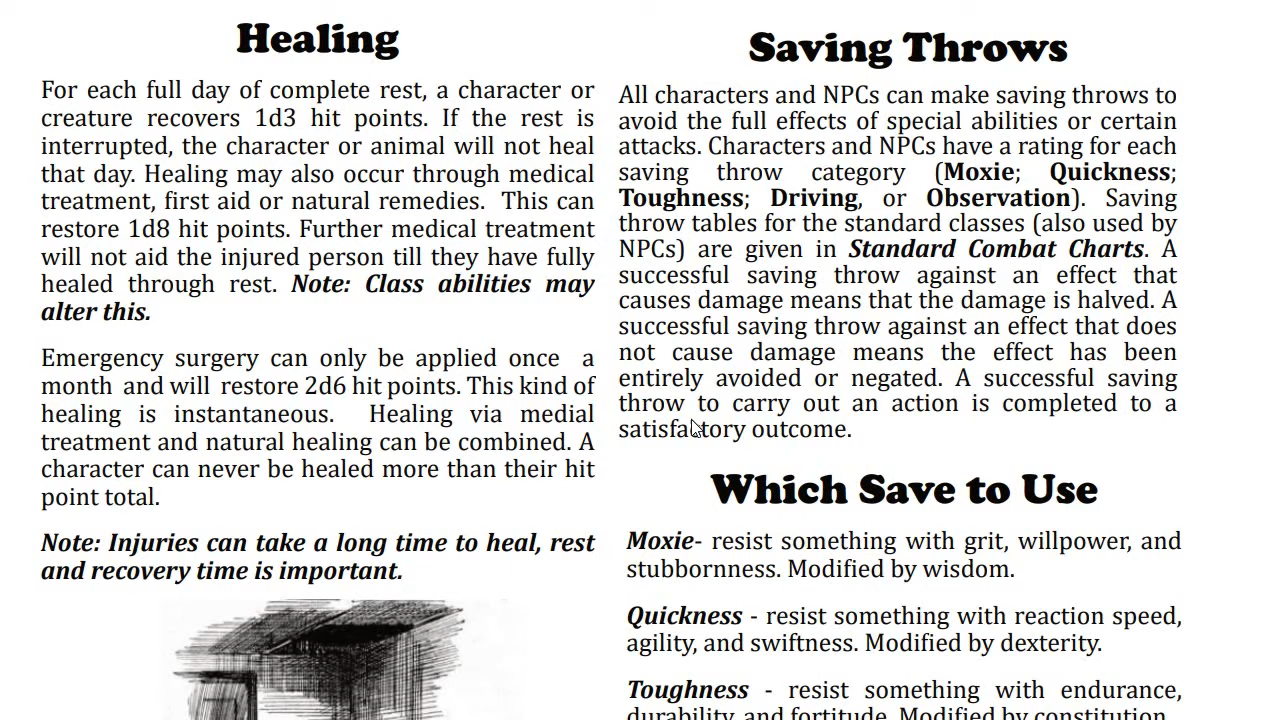 Healing
For each full day of complete rest, a character or
creature recovers 1d3 hit points. If the rest is
interrupted, the character or animal will not heal
that day. Healing may also occur through medical
treatment, first aid or natural remedies. This can
restore 1d8 hit points. Further medical treatment
will not aid the injured person till they have fully
healed through rest. Note: Class abilities may
alter this.
Emergency surgery can only be applied once a
month and will restore 2d6 hit points. This kind of
healing is instantaneous. Healing via medial
treatment and natural healing can be combined. A
character can never be healed more than their hit
point total.
Note: Injuries can take a long time to heal, rest
and recovery time is important.
Saving Throws
All characters and NPCs can make saving throws to
avoid the full effects of special abilities or certain
attacks. Characters and NPCs have a rating for each
saving throw category (Moxie; Quickness;
Toughness; Driving, or Observation). Saving
throw tables for the standard classes (also used by
NPCs) are given in Standard Combat Charts. A
successful saving throw against an effect that
causes damage means that the damage is halved. A
successful saving throw against an effect that does
not cause damage means the effect has been
entirely avoided or negated. A successful saving
throw to carry out an action is completed to a
satisfactory outcome.
Which Save to Use
Moxie- resist something with grit, willpower, and
stubbornness. Modified by wisdom.
Quickness - resist something with reaction speed,
agility, and swiftness. Modified by dexterity.
Toughness - resist something with endurance,
durability, and fortitude. Modified by constitution.